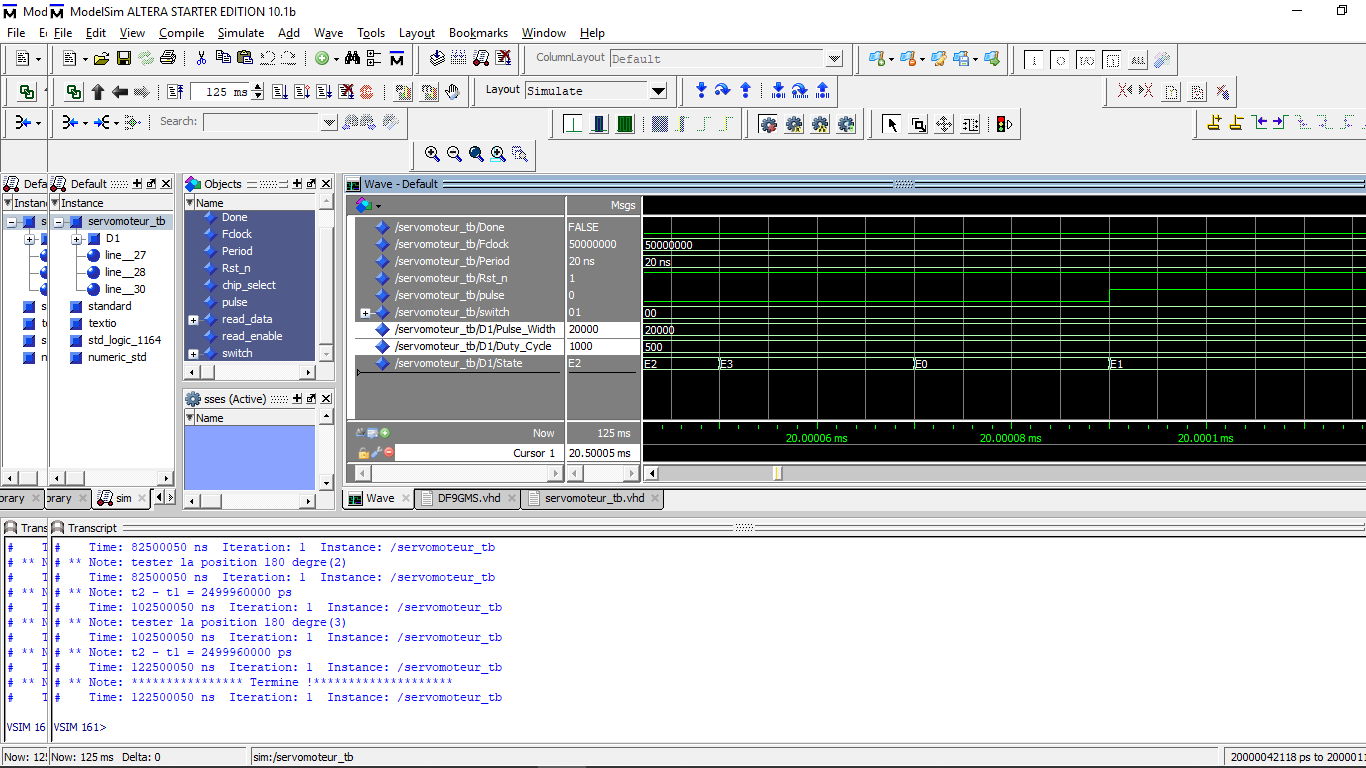 Mod ModelSim ALTERA STARTER EDITION 10.1b
File E File Edit View Compile Simulate Add Wave Tools Layout Bookmarks Window Help
ColumnLayout Default
125 ms Layout Simulate
Search:
Defa Default Objects Wave - Default
Instanc Instance Name Msgs
s servomoteur_tb
D1
line__27
line__28
line__30
s standard
te textio
s std_logic_1164
n numeric_std
Done
Fclock
Period
Rst_n
chip_select
pulse
read_data
read_enable
switch
sses (Active)
Name
/servomoteur_tb/Done FALSE
/servomoteur_tb/Fclock 50000000 50000000
/servomoteur_tb/Period 20 ns 20 ns
/servomoteur_tb/Rst_n 1
/servomoteur_tb/pulse 0
/servomoteur_tb/switch 01 00
/servomoteur_tb/D1/Pulse_Width 20000 20000
/servomoteur_tb/D1/Duty_Cycle 1000 500
/servomoteur_tb/D1/State E2 E2 E3 E0 E1
Now 125 ms 20.00006 ms 20.00008 ms 20.0001 ms
Cursor 1 20.50005 ms
orary brary sim Wave DF9GMS.vhd servomoteur_tb.vhd
Trans Transcript
# T # Time: 82500050 ns Iteration: 1 Instance: /servomoteur_tb
# ** N # ** Note: tester la position 180 degre(2)
# T # Time: 82500050 ns Iteration: 1 Instance: /servomoteur_tb
# ** N # ** Note: t2 - t1 = 2499960000 ps
# T # Time: 102500050 ns Iteration: 1 Instance: /servomoteur_tb
# ** N # ** Note: tester la position 180 degre(3)
# T # Time: 102500050 ns Iteration: 1 Instance: /servomoteur_tb
# ** N # ** Note: t2 - t1 = 2499960000 ps
# T # Time: 122500050 ns Iteration: 1 Instance: /servomoteur_tb
# ** N # ** Note: **************** Termine !********************
# T # Time: 122500050 ns Iteration: 1 Instance: /servomoteur_tb
VSIM 16 VSIM 161>
Now: 125 Now: 125 ms Delta: 0 sim:/servomoteur_tb 20000042118 ps to 2000011